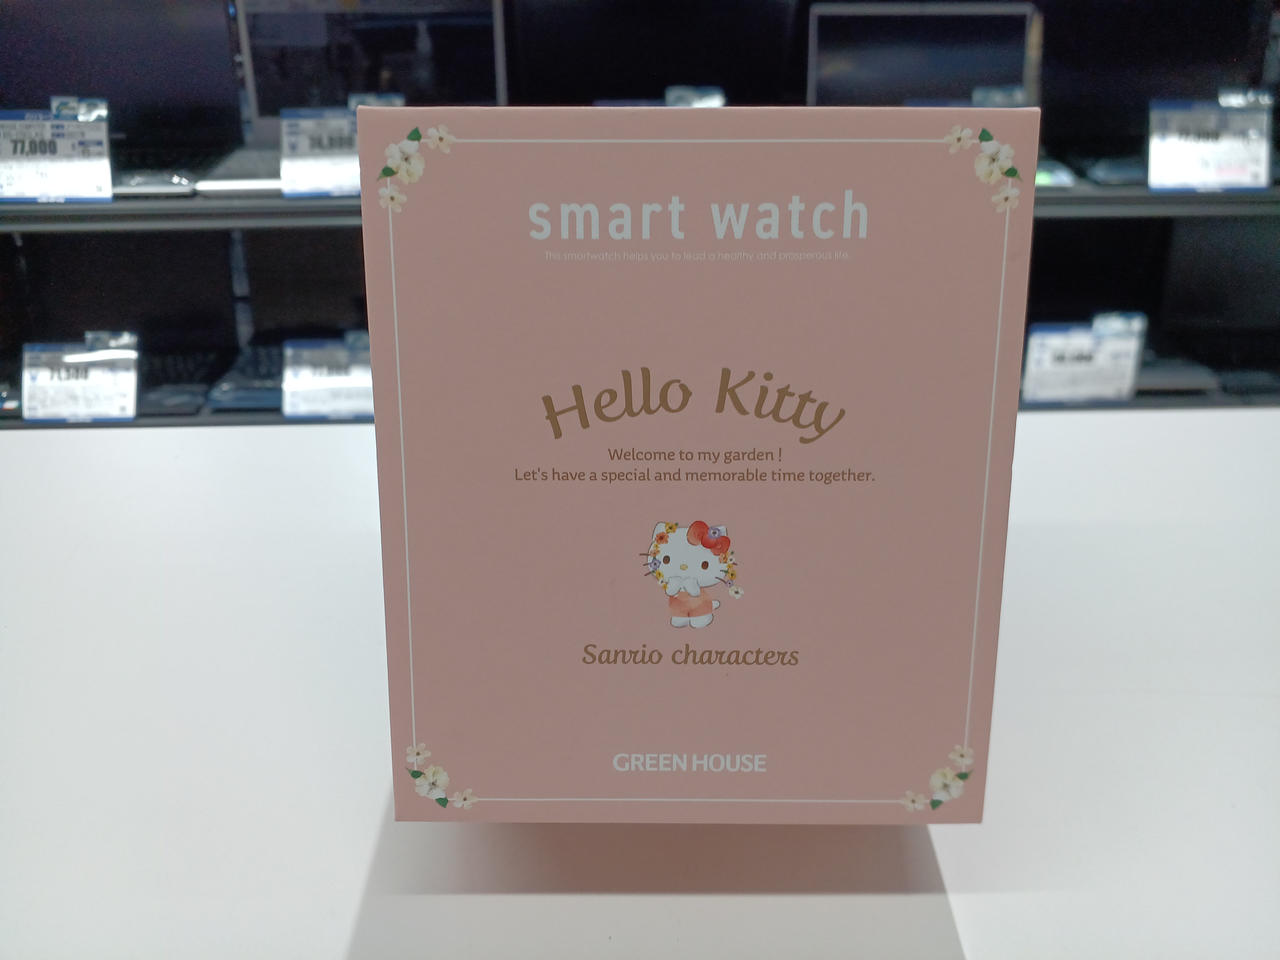 77,000
smart watch
This smartwatch helps you to lead a healthy and prosperous life.
Hello Kitty
Welcome to my garden !
Let's have a special and memorable time together.
Sanrio characters
GREEN HOUSE